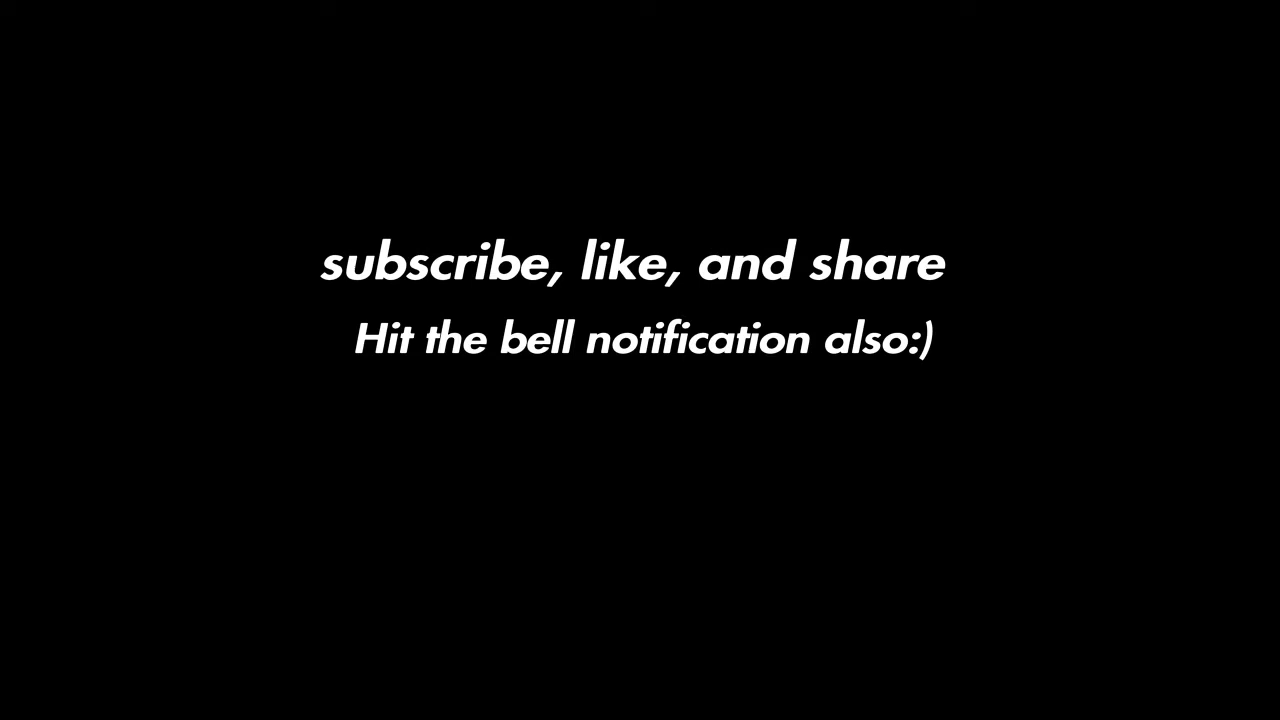 subscribe, like, and share
Hit the bell notification also:)